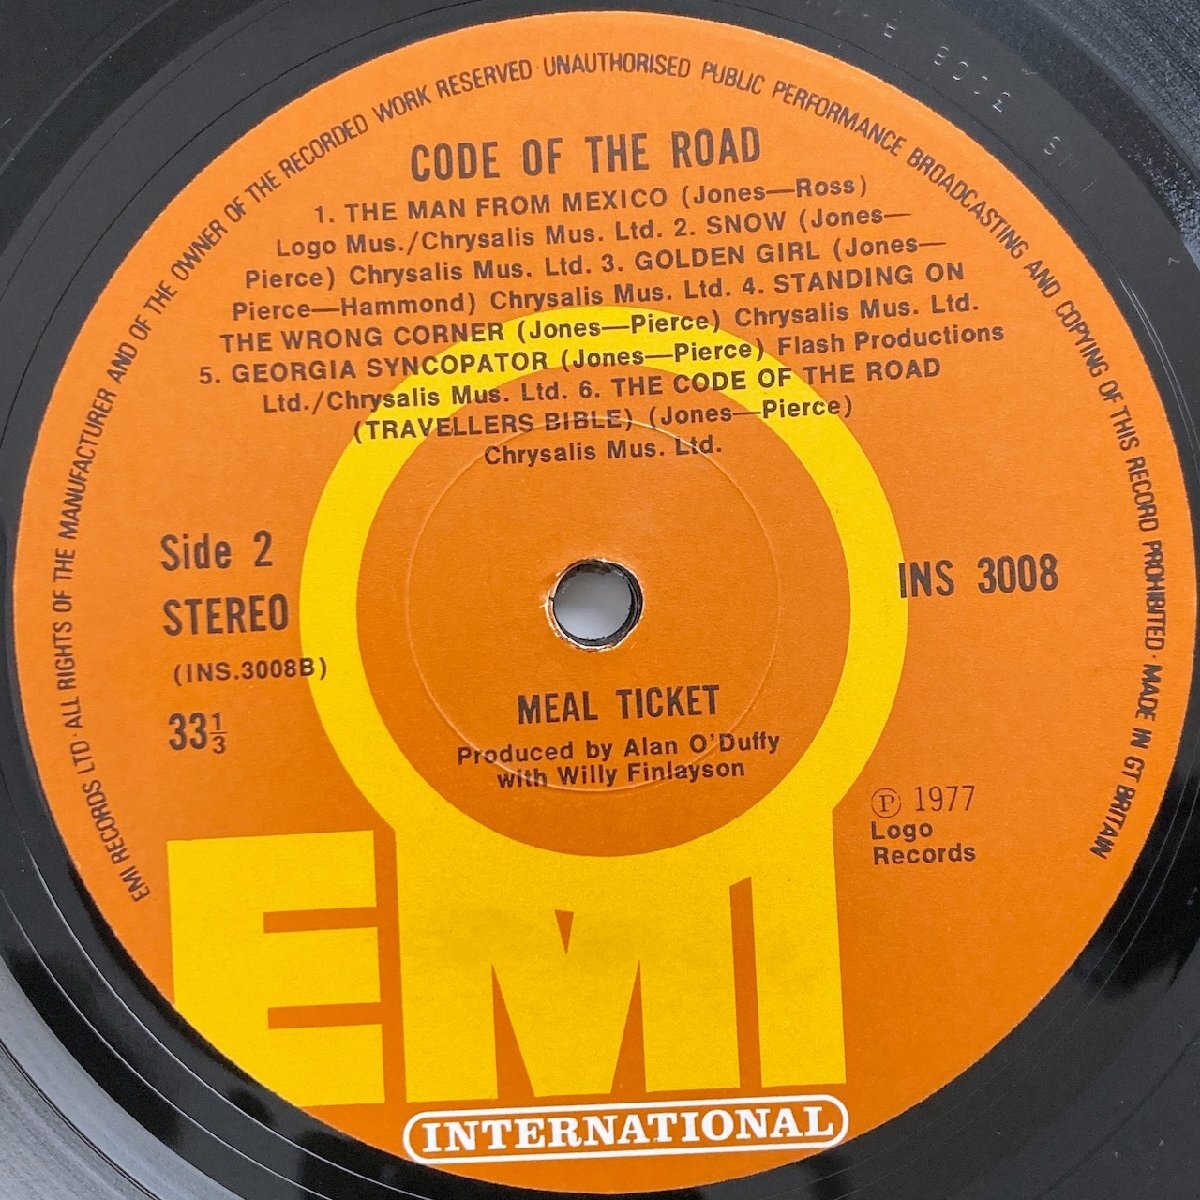 EMI RECORDS LTD · ALL RIGHTS OF THE MANUFACTURER AND OF THE OWNER OF THE RECORDED WORK RESERVED · UNAUTHORISED PUBLIC PERFORMANCE BROADCASTING AND COPYING OF THIS RECORD PROHIBITED · MADE IN GT BRITAIN
CODE OF THE ROAD
1. THE MAN FROM MEXICO (Jones—Ross)
Logo Mus./Chrysalis Mus. Ltd. 2. SNOW (Jones—
Pierce) Chrysalis Mus. Ltd. 3. GOLDEN GIRL (Jones—
Pierce—Hammond) Chrysalis Mus. Ltd. 4. STANDING ON
THE WRONG CORNER (Jones—Pierce) Chrysalis Mus. Ltd.
5. GEORGIA SYNCOPATOR (Jones—Pierce) Flash Productions
Ltd./Chrysalis Mus. Ltd. 6. THE CODE OF THE ROAD
(TRAVELLERS BIBLE) (Jones—Pierce)
Chrysalis Mus. Ltd.
Side 2
STEREO
(INS.3008B)
33⅓
INS 3008
MEAL TICKET
Produced by Alan O'Duffy
with Willy Finlayson
Ⓟ 1977
Logo
Records
EMI
INTERNATIONAL